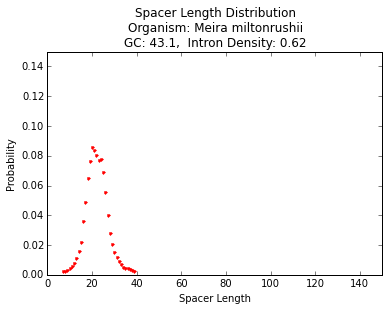 Spacer Length Distribution
Organism: Meira miltonrushii
GC: 43.1,  Intron Density: 0.62
0.14
0.12
0.10
0.08
0.06
0.04
0.02
0.00
Probability
0 20 40 60 80 100 120 140
Spacer Length